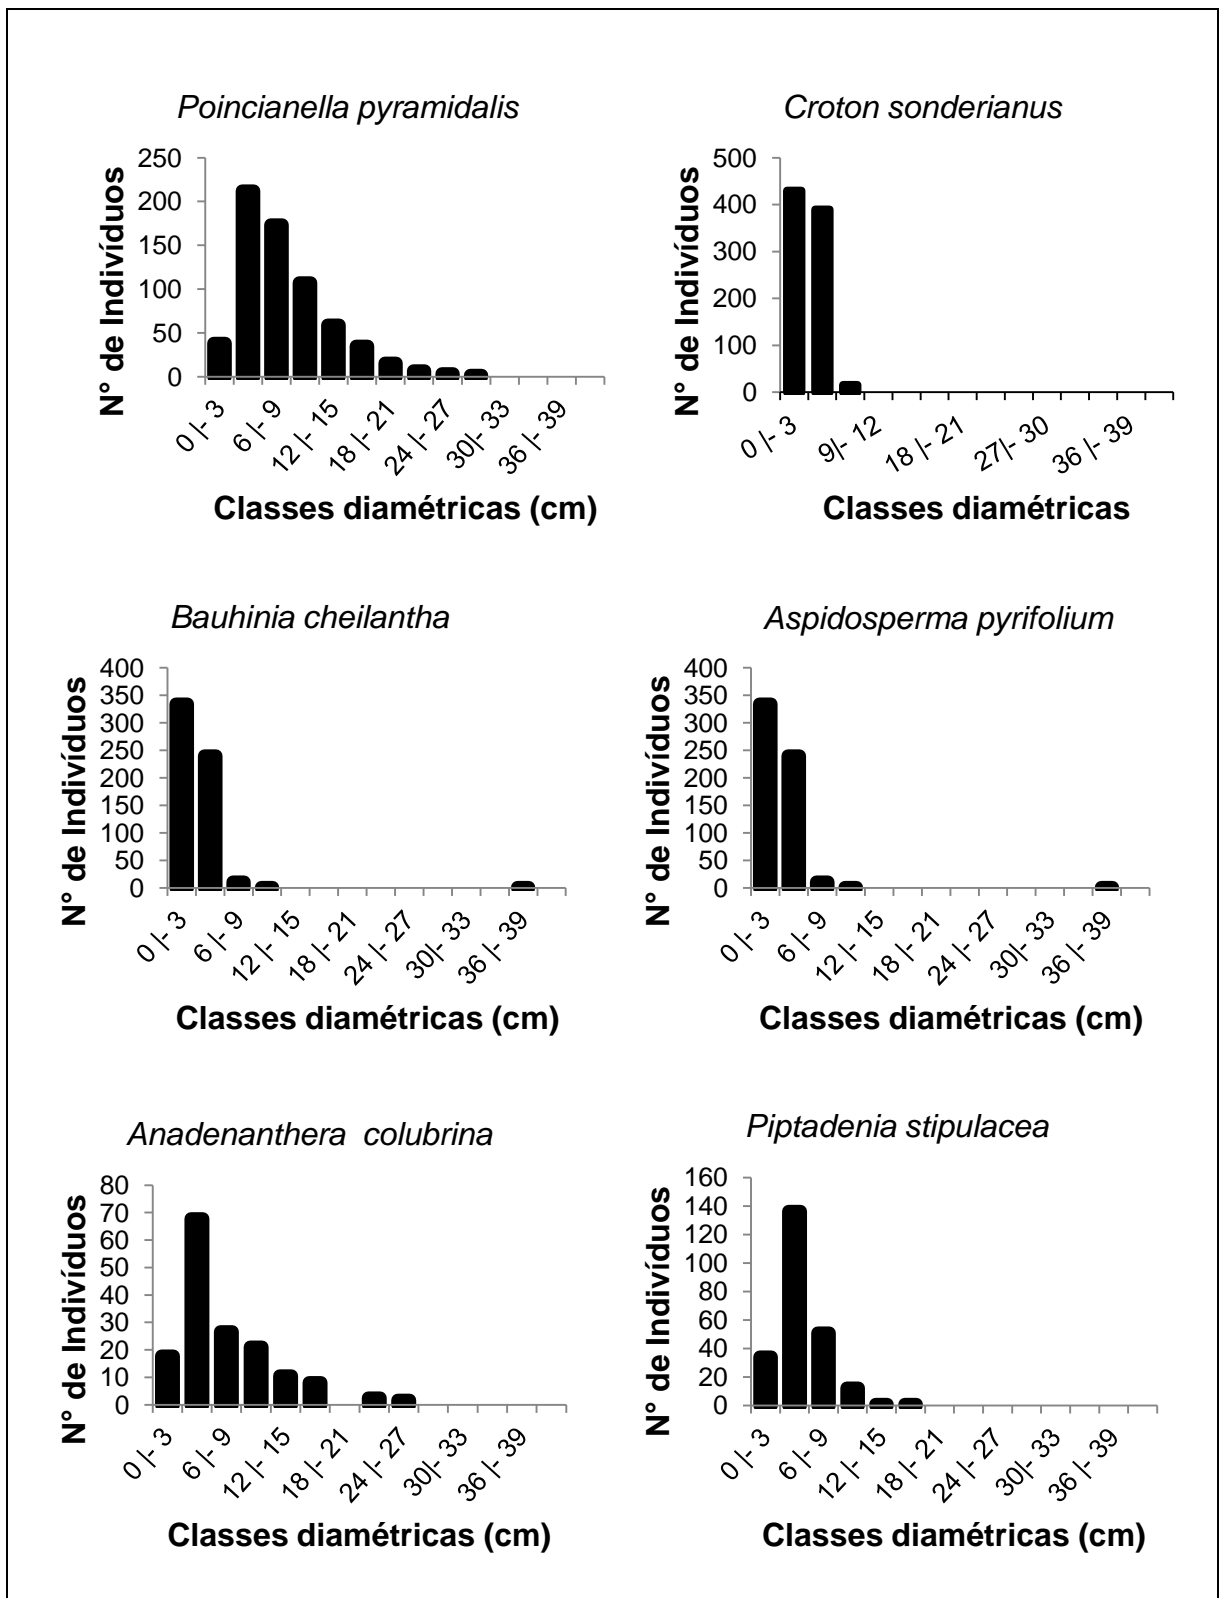 Poincianella pyramidalis
N° de Indivíduos
250
200
150
100
50
0
0 |- 3
6 |- 9
12 |- 15
18 |- 21
24 |- 27
30|- 33
36 |- 39
Classes diamétricas (cm)
Croton sonderianus
N° de Indivíduos
500
400
300
200
100
0
0 |- 3
9|- 12
18 |- 21
27|- 30
36 |- 39
Classes diamétricas
Bauhinia cheilantha
N° de Indivíduos
400
350
300
250
200
150
100
50
0
0 |- 3
6 |- 9
12 |- 15
18 |- 21
24 |- 27
30|- 33
36 |- 39
Classes diamétricas (cm)
Aspidosperma pyrifolium
N° de Indivíduos
400
350
300
250
200
150
100
50
0
0 |- 3
6 |- 9
12 |- 15
18 |- 21
24 |- 27
30|- 33
36 |- 39
Classes diamétricas (cm)
Anadenanthera  colubrina
N° de Indivíduos
80
70
60
50
40
30
20
10
0
0 |- 3
6 |- 9
12 |- 15
18 |- 21
24 |- 27
30|- 33
36 |- 39
Classes diamétricas (cm)
Piptadenia stipulacea
N° de Indivíduos
160
140
120
100
80
60
40
20
0
0 |- 3
6 |- 9
12 |- 15
18 |- 21
24 |- 27
30|- 33
36 |- 39
Classes diamétricas (cm)